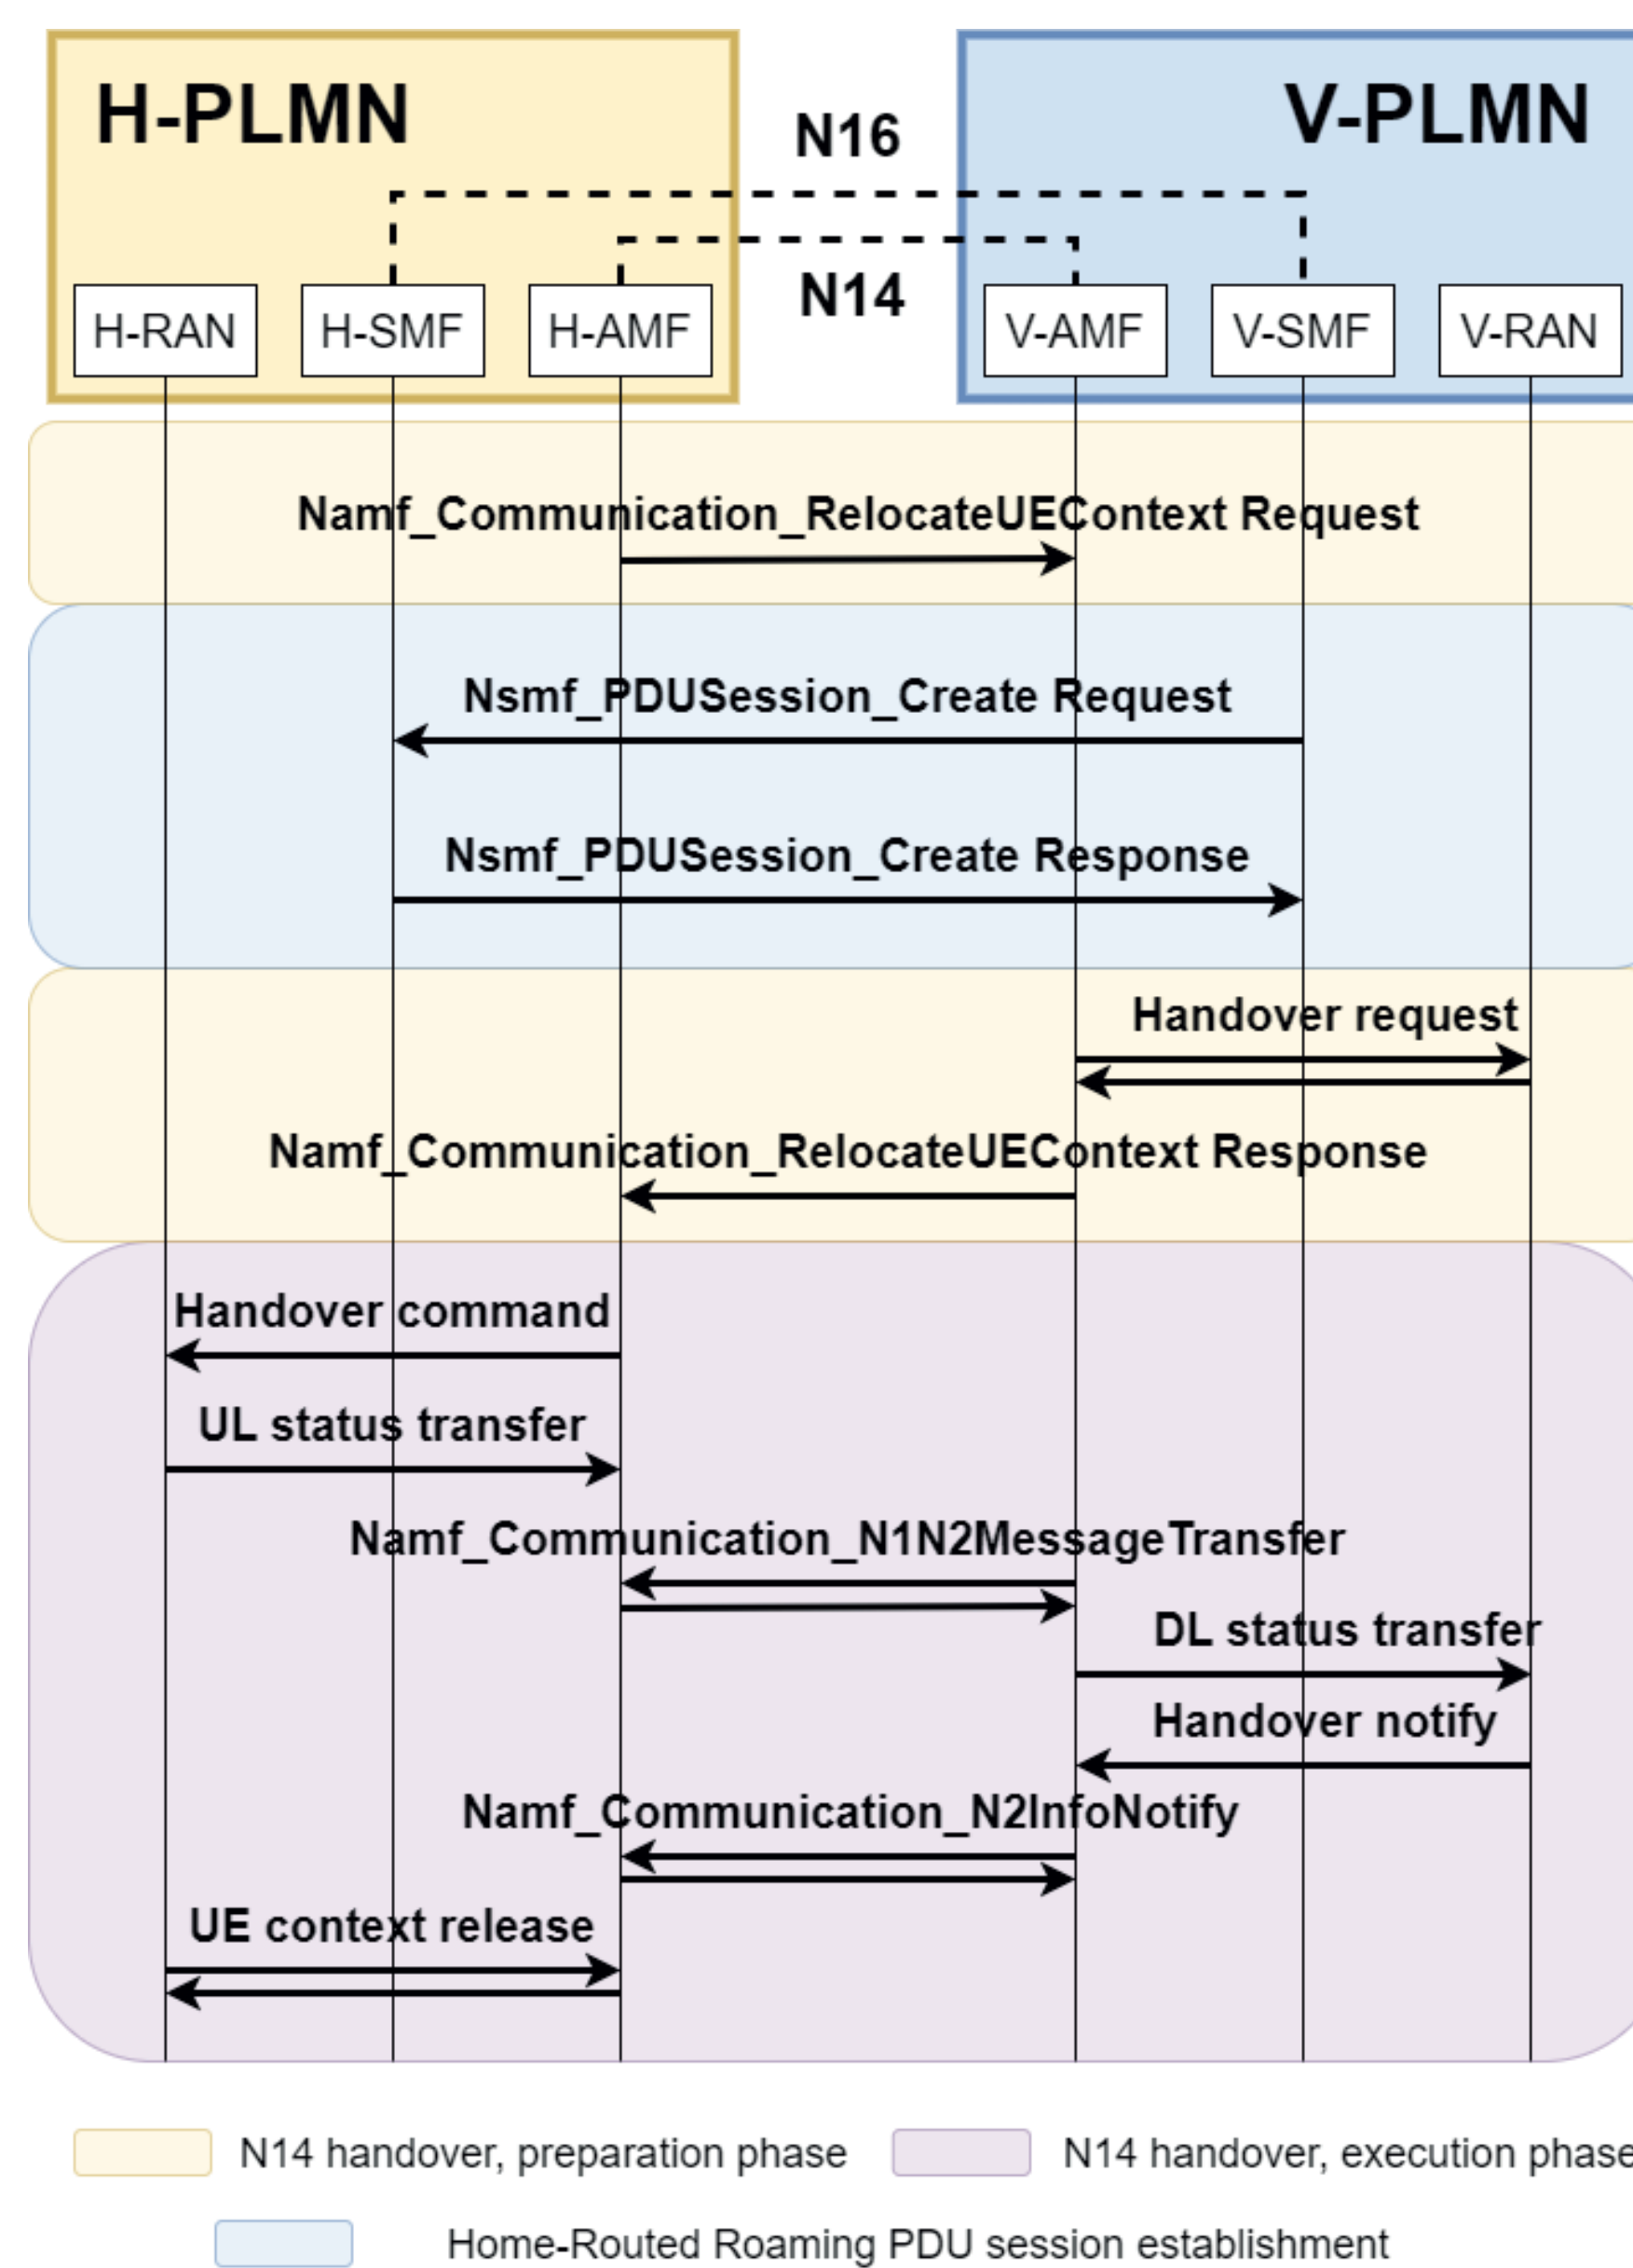 H-PLMN
V-PLMN
N16
N14
H-RAN
H-SMF
H-AMF
V-AMF
V-SMF
V-RAN
Namf_Communication_RelocateUEContext Request
Nsmf_PDUSession_Create Request
Nsmf_PDUSession_Create Response
Handover request
Namf_Communication_RelocateUEContext Response
Handover command
UL status transfer
Namf_Communication_N1N2MessageTransfer
DL status transfer
Handover notify
Namf_Communication_N2InfoNotify
UE context release
N14 handover, preparation phase
N14 handover, execution phase
Home-Routed Roaming PDU session establishment